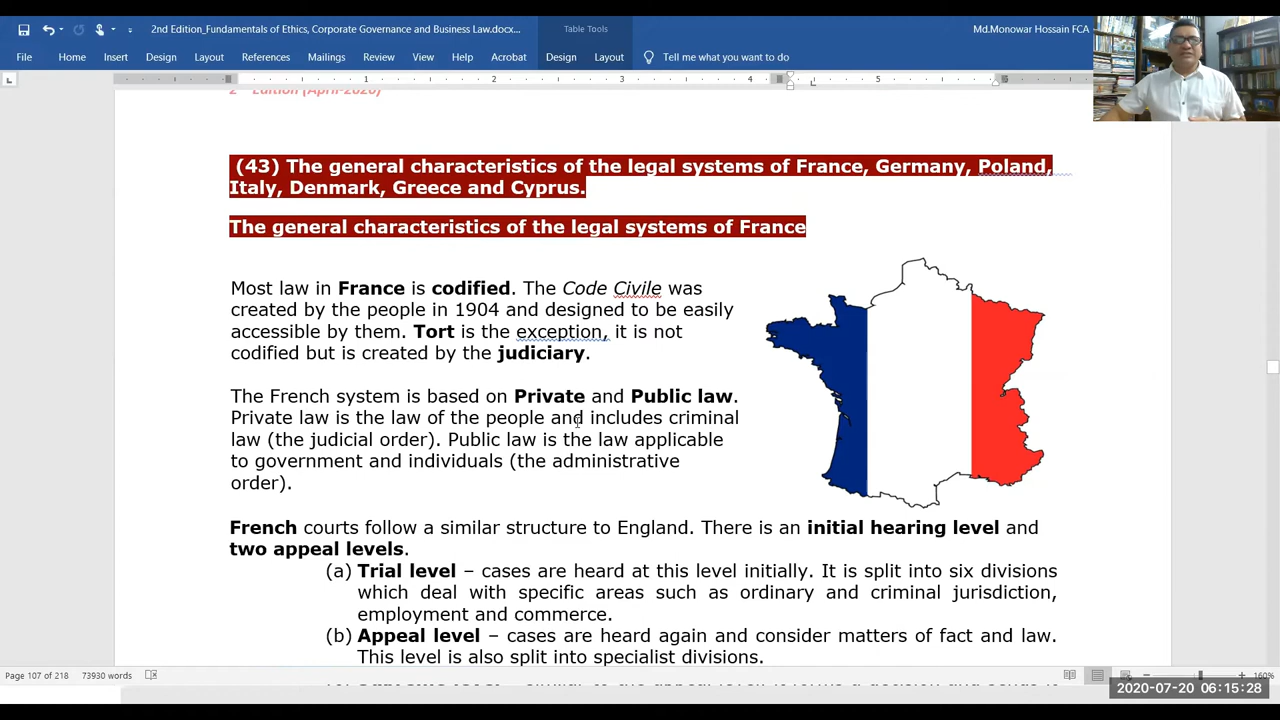 2nd Edition_Fundamentals of Ethics, Corporate Governance and Business Law.docx...
Table Tools
Md.Monowar Hossain FCA
File Home Insert Design Layout References Mailings Review View Help Acrobat Design Layout Tell me what you want to do
1 2 3 4 5
Edition (April-2020)
(43) The general characteristics of the legal systems of France, Germany, Poland,
Italy, Denmark, Greece and Cyprus.
The general characteristics of the legal systems of France
Most law in France is codified. The Code Civile was
created by the people in 1904 and designed to be easily
accessible by them. Tort is the exception, it is not
codified but is created by the judiciary.
The French system is based on Private and Public law.
Private law is the law of the people and includes criminal
law (the judicial order). Public law is the law applicable
to government and individuals (the administrative
order).
French courts follow a similar structure to England. There is an initial hearing level and
two appeal levels.
(a) Trial level – cases are heard at this level initially. It is split into six divisions
which deal with specific areas such as ordinary and criminal jurisdiction,
employment and commerce.
(b) Appeal level – cases are heard again and consider matters of fact and law.
This level is also split into specialist divisions.
Page 107 of 218 73930 words
160%
2020-07-20 06:15:28